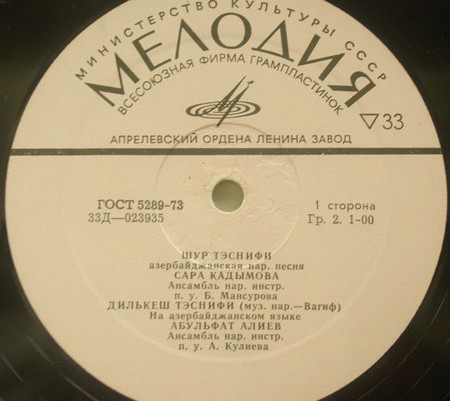 МИНИСТЕРСТВО КУЛЬТУРЫ СССР
МЕЛОДИЯ
ВСЕСОЮЗНАЯ ФИРМА ГРАМПЛАСТИНОК
▽33
АПРЕЛЕВСКИЙ ОРДЕНА ЛЕНИНА ЗАВОД
ГОСТ 5289-73
33Д—023935
1 сторона
Гр. 2. 1-00
ШУР ТЭСНИФИ
азербайджанская нар. песня
САРА КАДЫМОВА
Ансамбль нар. инстр.
п. у. Б. Мансурова
ДИЛЬКЕШ ТЭСНИФИ (муз. нар.—Вагиф)
На азербайджанском языке
АБУЛЬФАТ АЛИЕВ
Ансамбль нар. инстр.
п. у. А. Кулиева